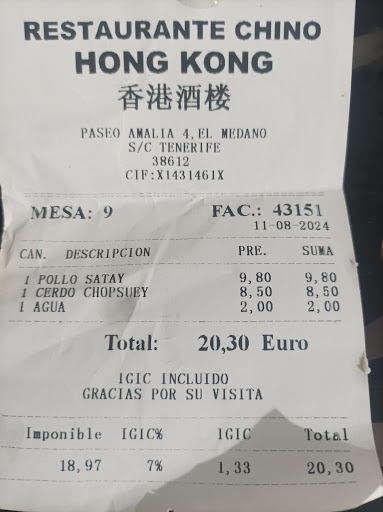 RESTAURANTE CHINO
HONG KONG
香港酒楼
PASEO AMALIA 4,EL MEDANO
S/C TENERIFE
38612
CIF:X1431461X
MESA: 9 FAC.: 43151
11-08-2024
CAN. DESCRIPCION PRE. SUMA
1 POLLO SATAY 9,80 9,80
1 CERDO CHOPSUEY 8,50 8,50
1 AGUA 2,00 2,00
Total: 20,30 Euro
IGIC INCLUIDO
GRACIAS POR SU VISITA
Imponible IGIC% IGIC Total
18,97 7% 1,33 20,30